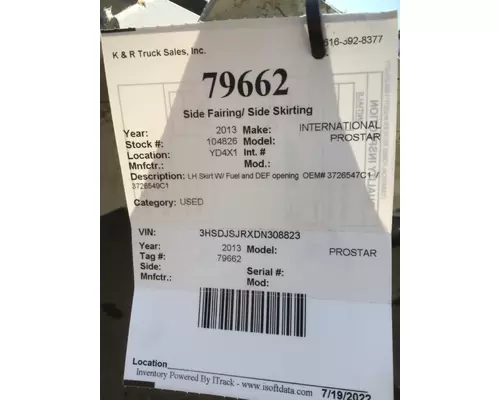 K & R Truck Sales, Inc. 616-392-8377
79662
Side Fairing/ Side Skirting
Year: 2013 Make: INTERNATIONAL
Stock #: 104826 Model: PROSTAR
Location: YD4X1 Int. #
Mnfctr.: Mod.:
Description: LH Skirt W/ Fuel and DEF opening OEM# 3726547C1 /
3726549C1
Category: USED
VIN: 3HSDJSJRXDN308823
Year: 2013 Model: PROSTAR
Tag #: 79662
Side: Serial #:
Mnfctr.: Mod:
Location
Inventory Powered By ITrack - www.isoftdata.com 7/19/2022